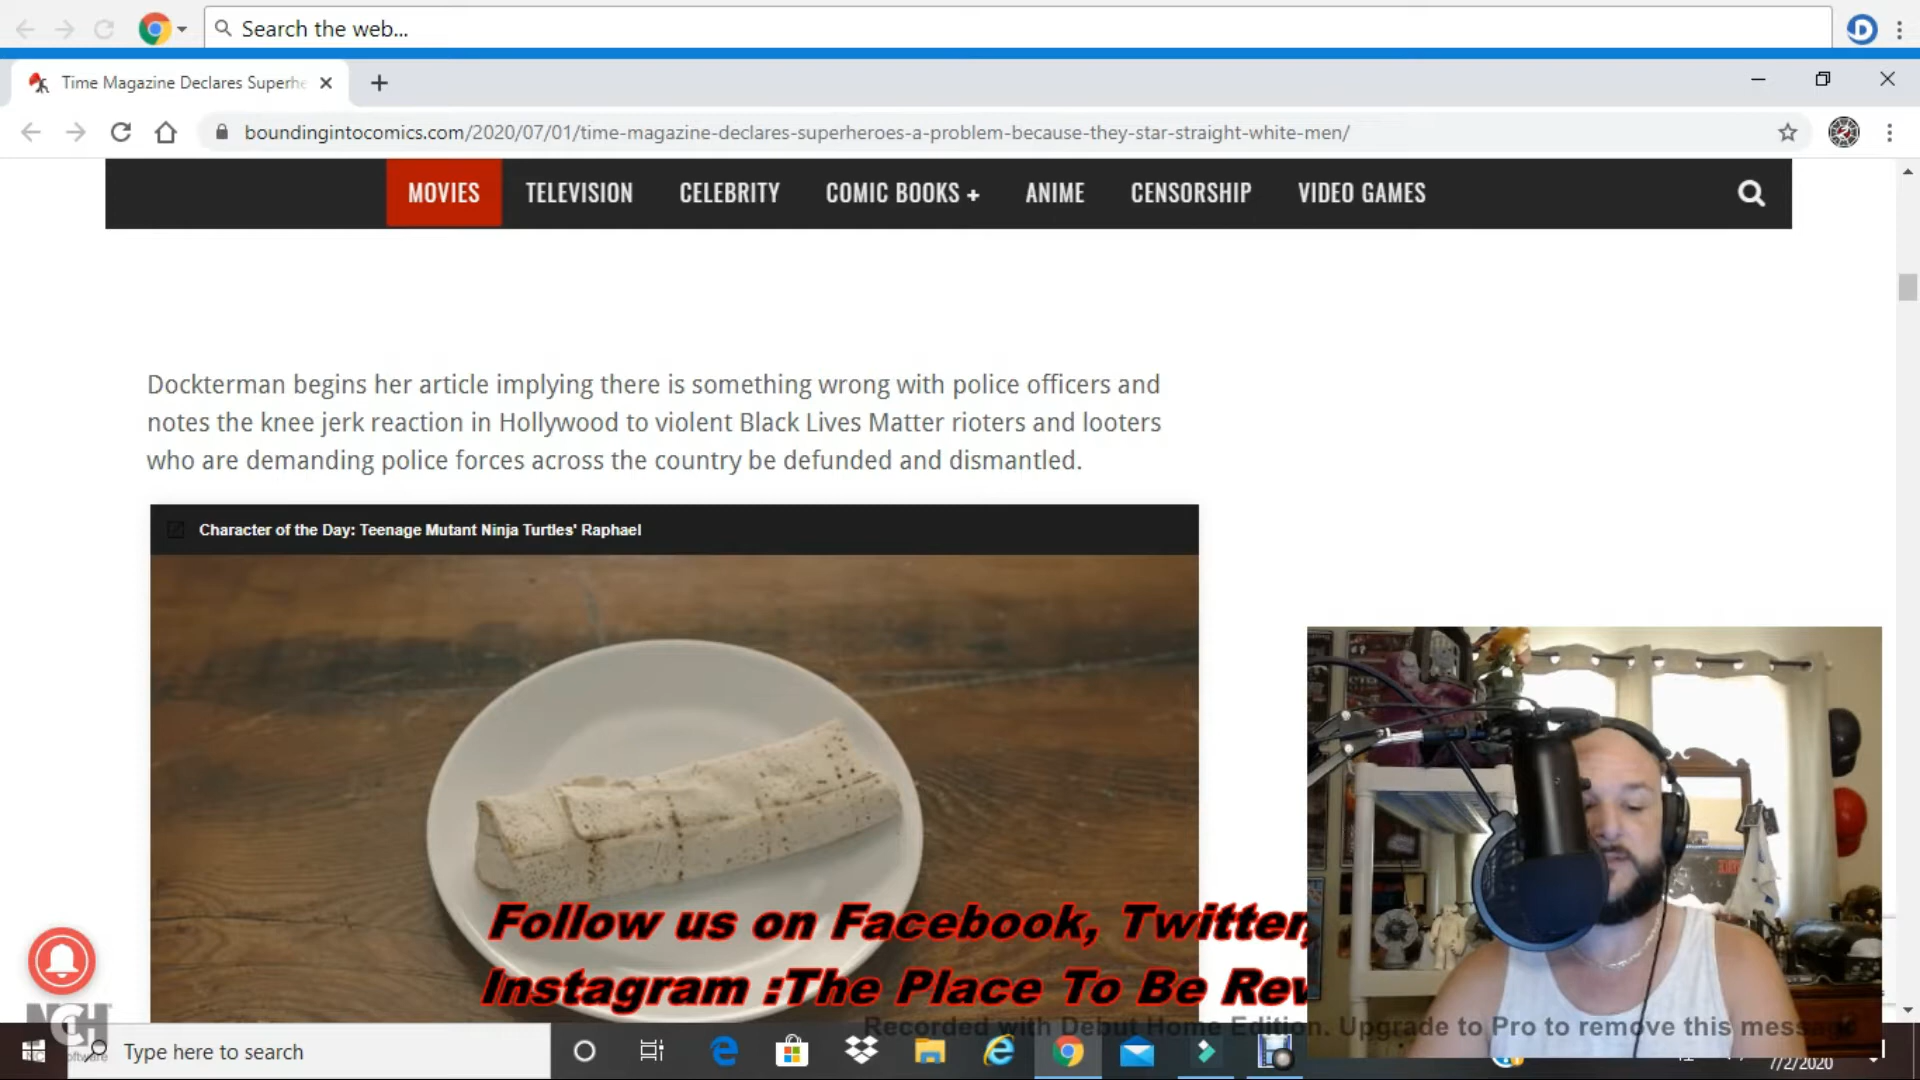 Search the web...
Time Magazine Declares Superhe
boundingintocomics.com/2020/07/01/time-magazine-declares-superheroes-a-problem-because-they-star-straight-white-men/
MOVIES TELEVISION CELEBRITY COMIC BOOKS + ANIME CENSORSHIP VIDEO GAMES
Dockterman begins her article implying there is something wrong with police officers and
notes the knee jerk reaction in Hollywood to violent Black Lives Matter rioters and looters
who are demanding police forces across the country be defunded and dismantled.
Character of the Day: Teenage Mutant Ninja Turtles' Raphael
Follow us on Facebook, Twitter,
Instagram :The Place To Be Rev
Recorded with Debut Home Edition. Upgrade to Pro to remove this message
NCH
Type here to search
7/2/2020